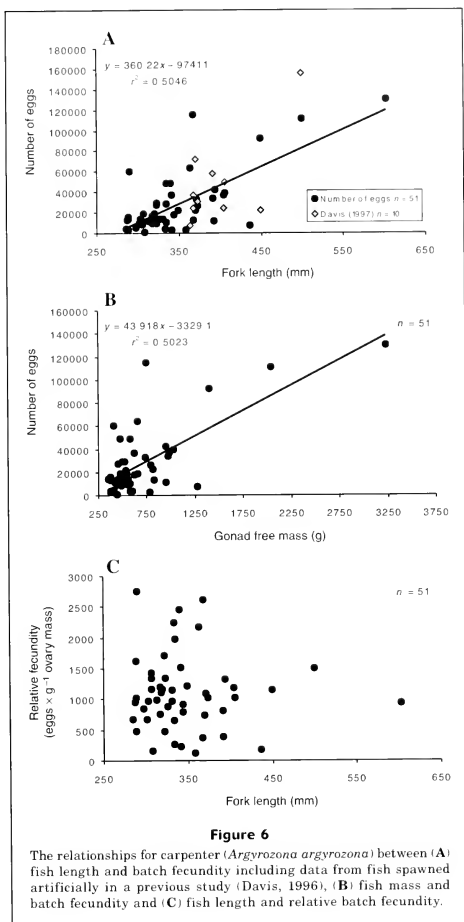 A
180000
160000
140000
120000
100000
80000
60000
40000
20000
0
Number of eggs
y = 360 22x – 97411
r² = 0 5046
● Number of eggs n = 51
◇ Davis (1997) n = 10
250 350 450 550 650
Fork length (mm)
B
160000
140000
120000
100000
80000
60000
40000
20000
0
Number of eggs
y = 43 918x – 3329 1
r² = 0 5023
n = 51
250 750 1250 1750 2250 2750 3250 3750
Gonad free mass (g)
C
3000
2500
2000
1500
1000
500
0
Relative fecundity
(eggs × g⁻¹ ovary mass)
n = 51
250 350 450 550 650
Fork length (mm)
Figure 6
The relationships for carpenter (Argyrozona argyrozona) between (A)
fish length and batch fecundity including data from fish spawned
artificially in a previous study (Davis, 1996), (B) fish mass and
batch fecundity and (C) fish length and relative batch fecundity.